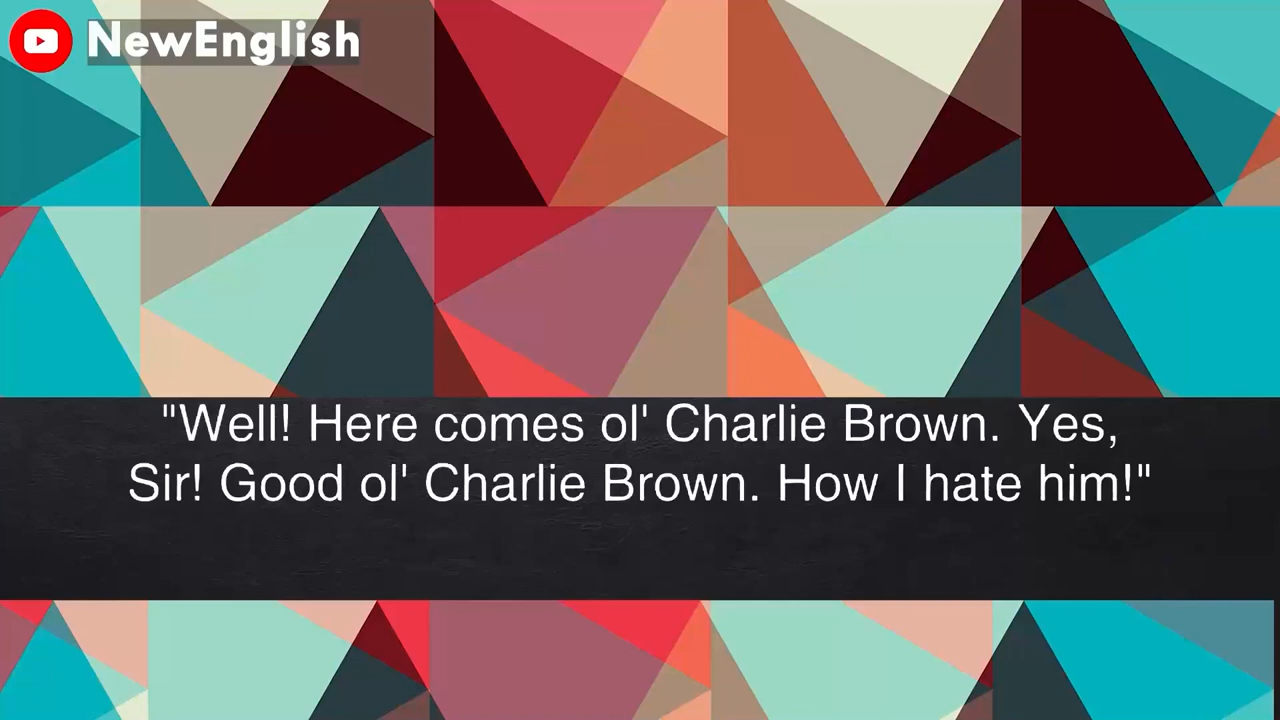 NewEnglish
"Well! Here comes ol' Charlie Brown. Yes,
Sir! Good ol' Charlie Brown. How I hate him!"